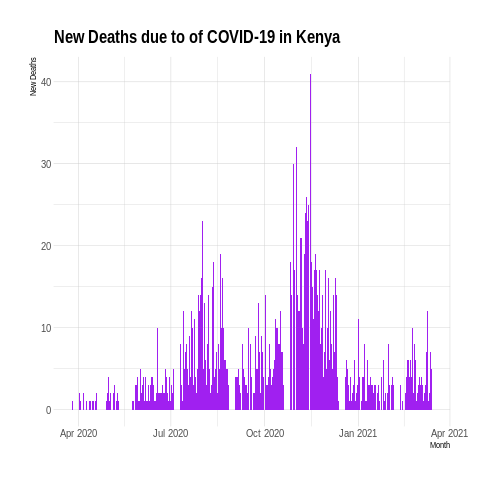 New Deaths due to of COVID-19 in Kenya
New Deaths
40
30
20
10
0
Apr 2020
Jul 2020
Oct 2020
Jan 2021
Apr 2021
Month